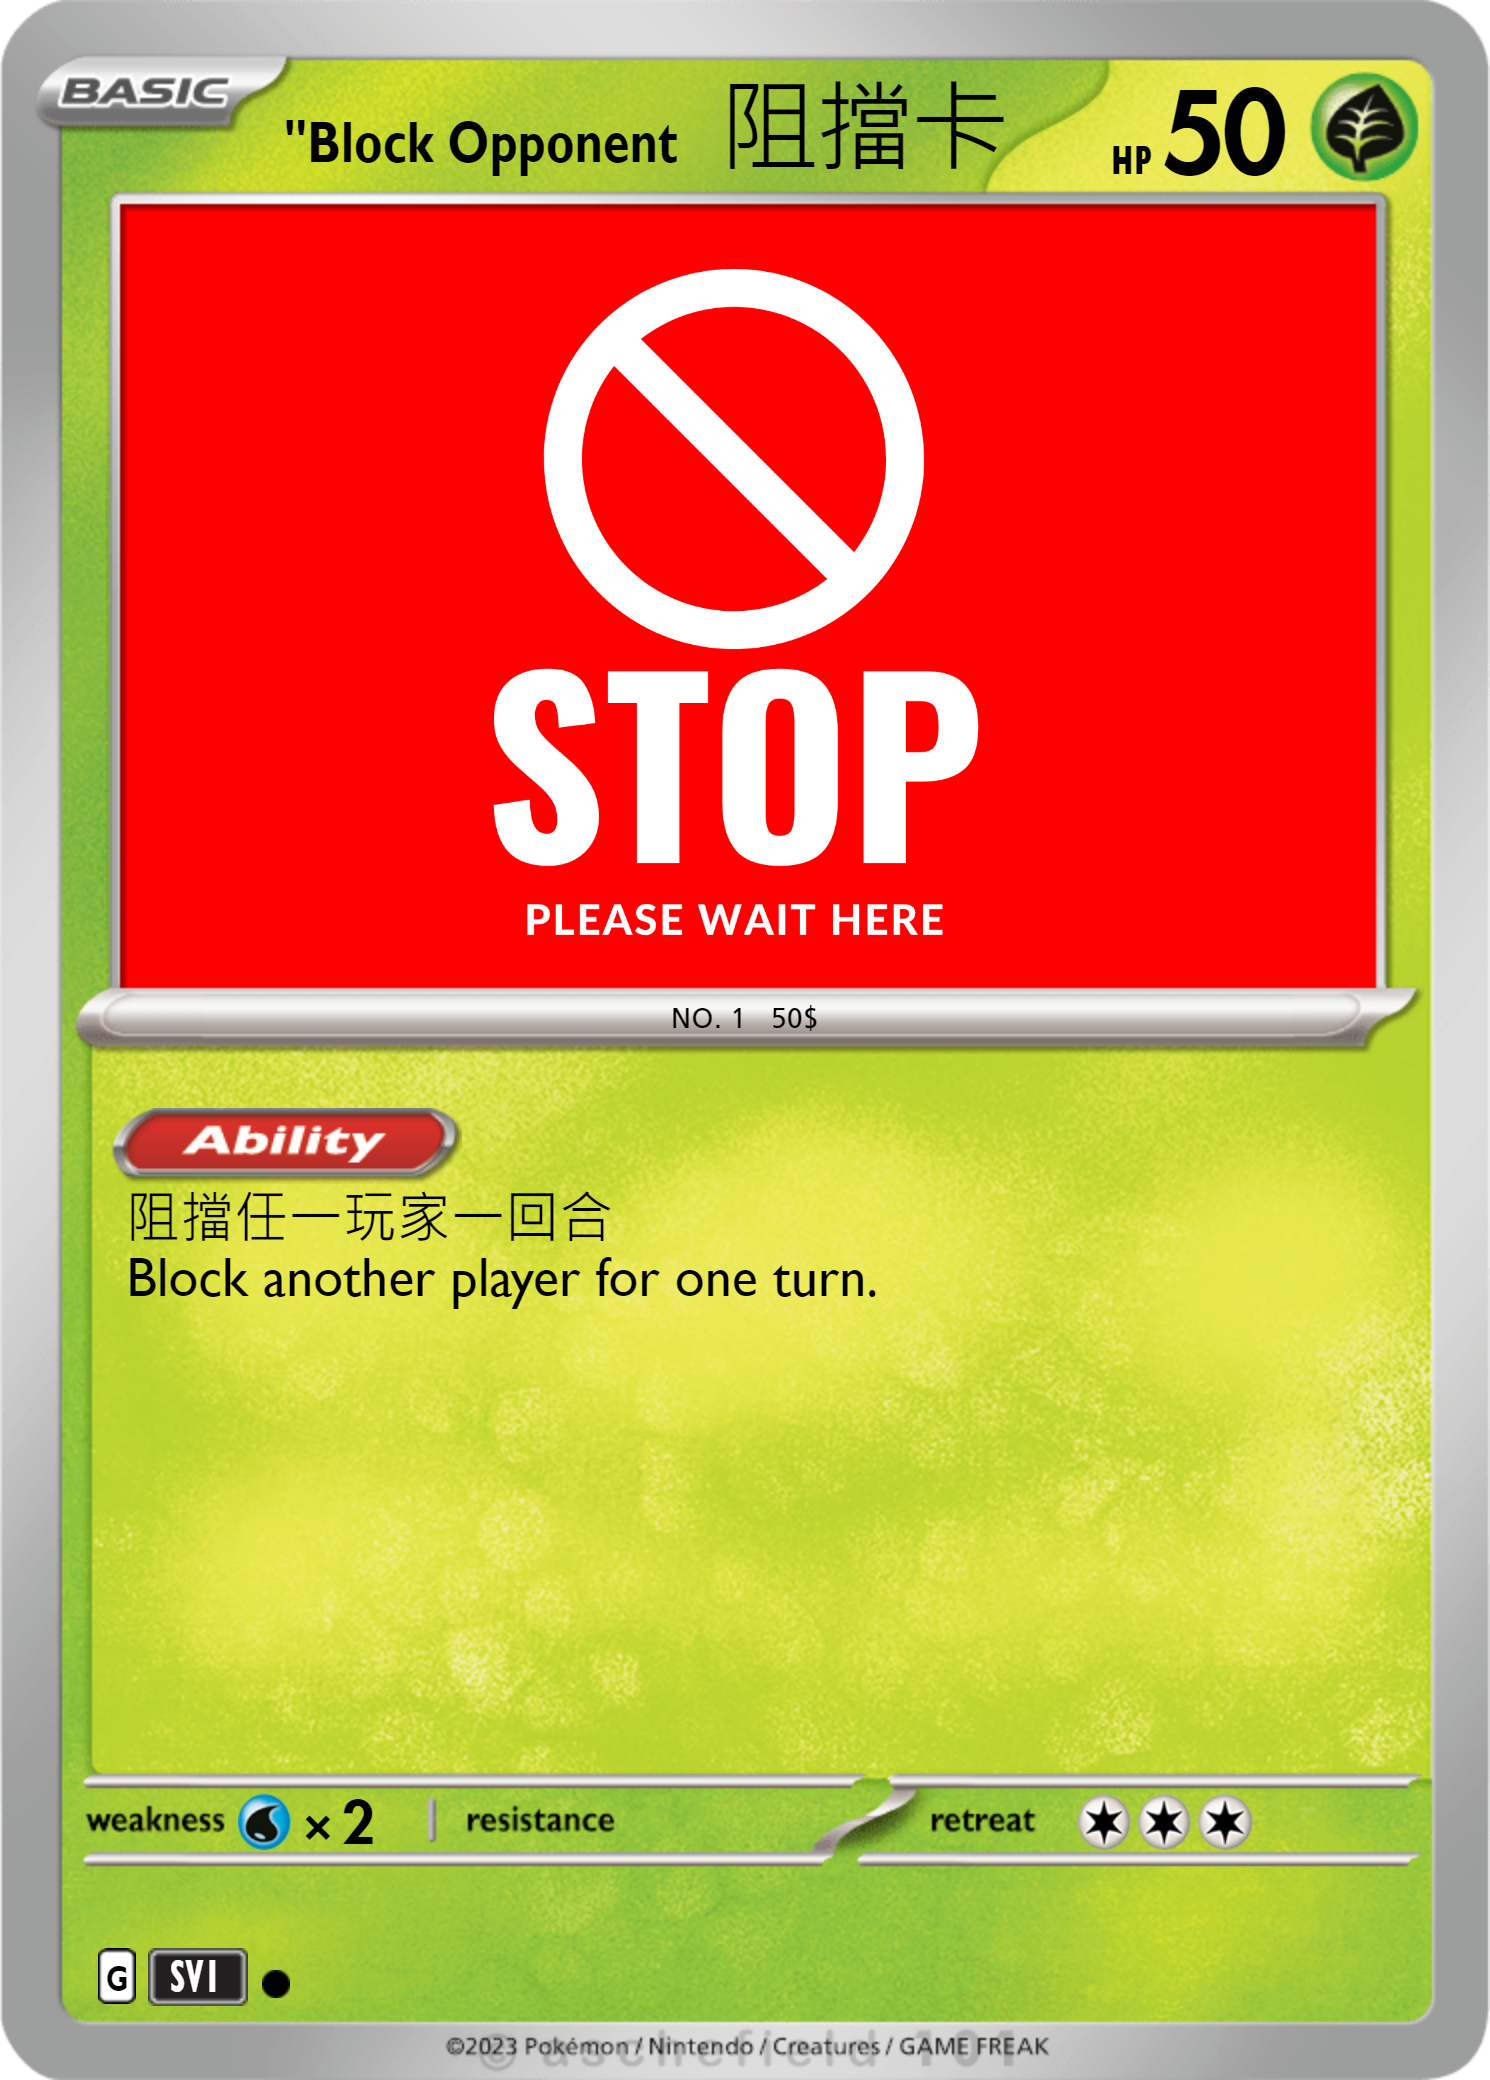 BASIC
"Block Opponent 阻擋卡 HP 50
STOP
PLEASE WAIT HERE
NO. 1 50$
Ability
阻擋任一玩家一回合
Block another player for one turn.
weakness × 2 resistance retreat
G SVI
©2023 Pokémon / Nintendo / Creatures / GAME FREAK
© aschefield 101